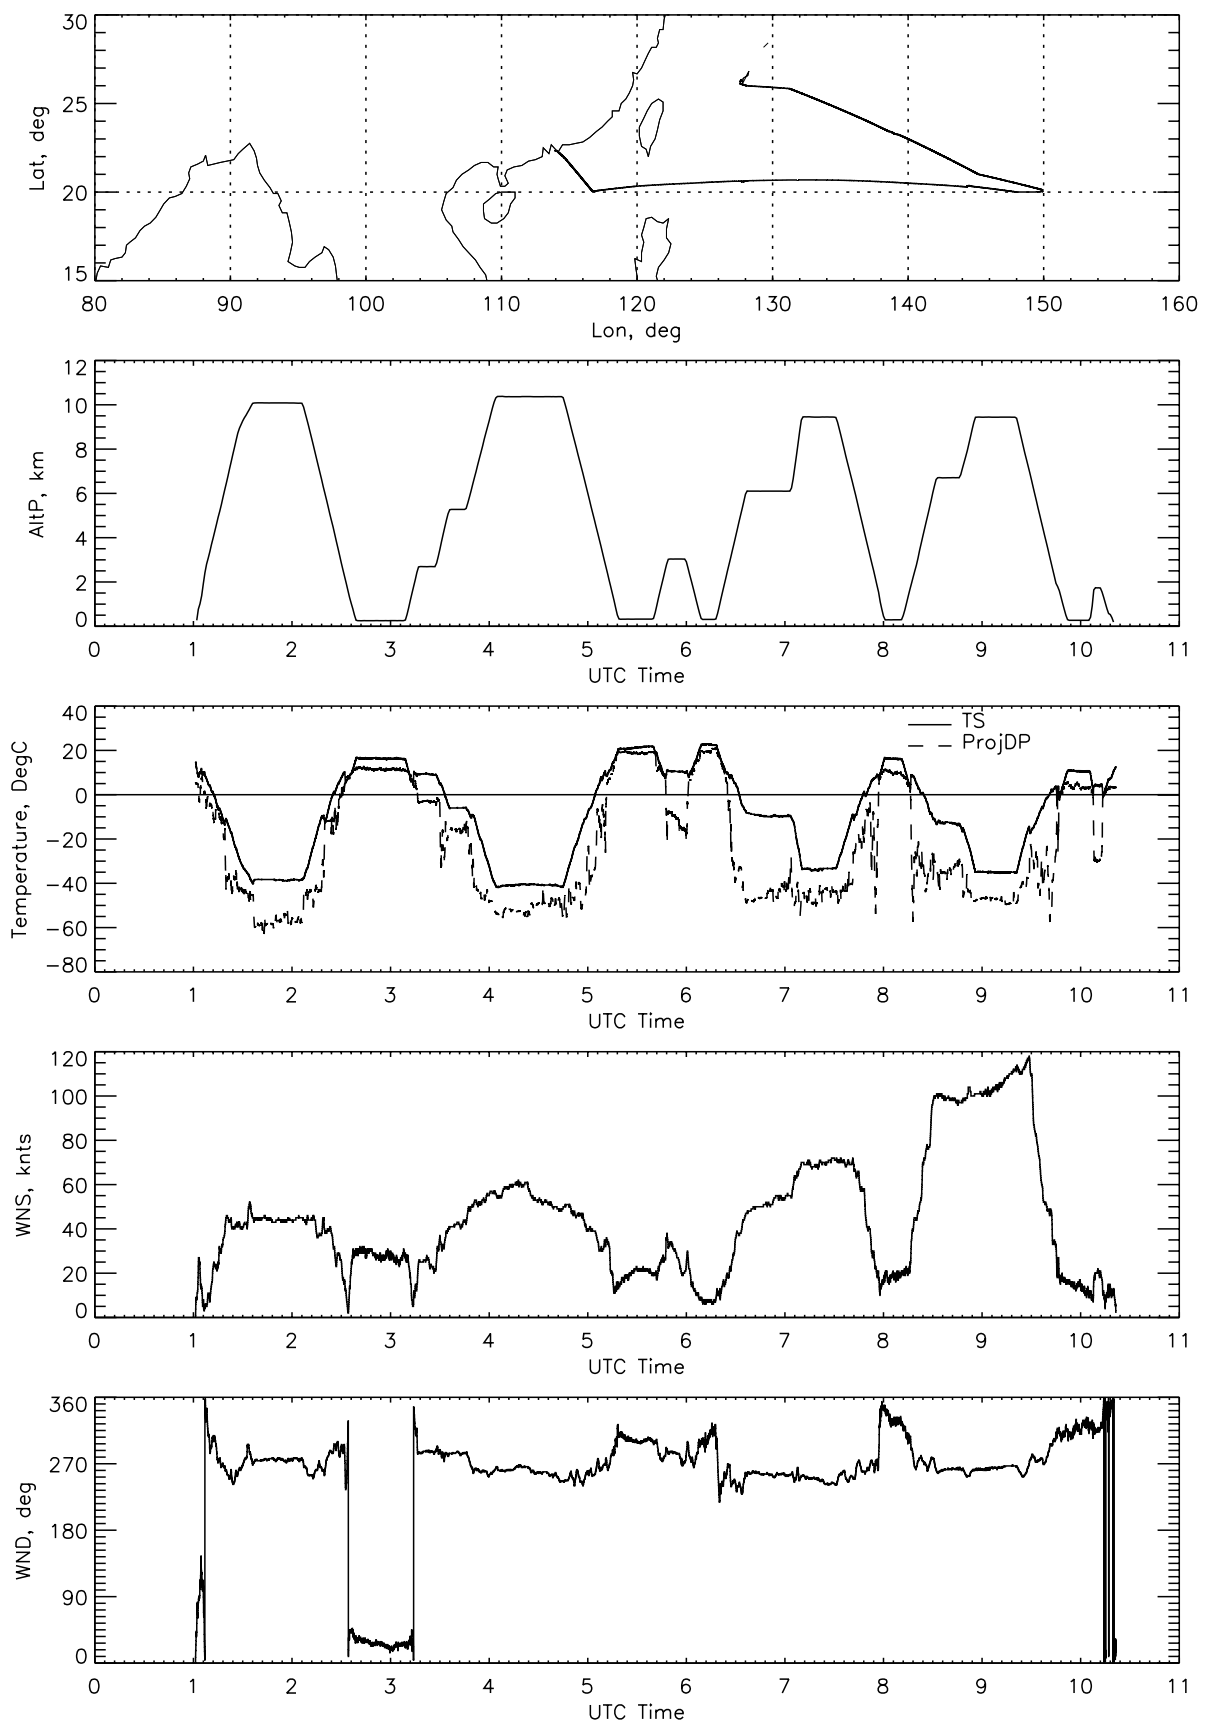 30
25
20
15
Lat, deg
80 90 100 110 120 130 140 150 160
Lon, deg
12
10
8
6
4
2
0
AltP, km
0 1 2 3 4 5 6 7 8 9 10 11
UTC Time
40
20
0
−20
−40
−60
−80
Temperature, DegC
TS
ProjDP
0 1 2 3 4 5 6 7 8 9 10 11
UTC Time
120
100
80
60
40
20
0
WNS, knts
0 1 2 3 4 5 6 7 8 9 10 11
UTC Time
360
270
180
90
0
WND, deg
0 1 2 3 4 5 6 7 8 9 10 11
UTC Time